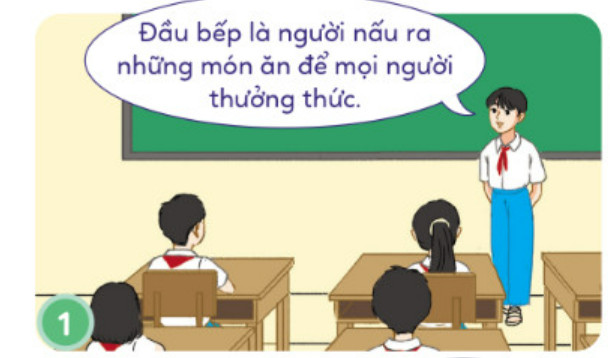 Đầu bếp là người nấu ra
những món ăn để mọi người
thưởng thức.
1